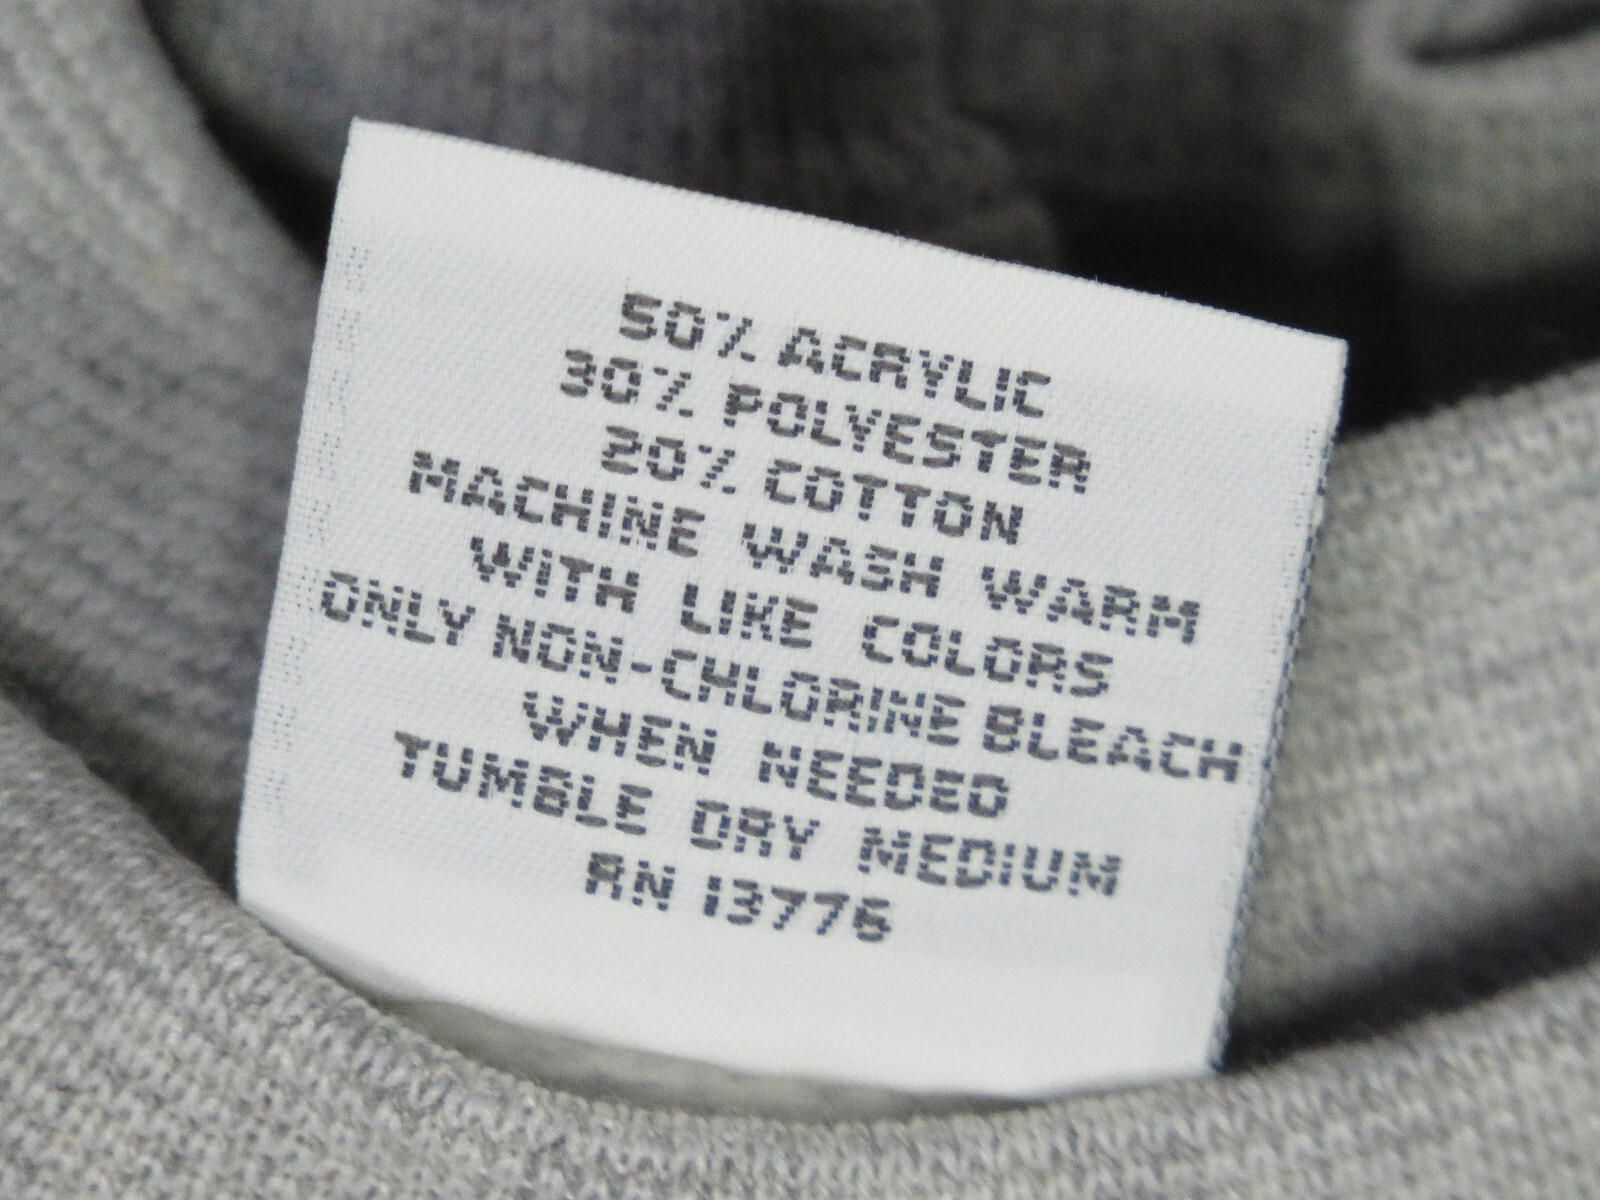 50% ACRYLIC
30% POLYESTER
20% COTTON
MACHINE WASH WARM
WITH LIKE COLORS
ONLY NON-CHLORINE BLEACH
WHEN NEEDED
TUMBLE DRY MEDIUM
RN 13776